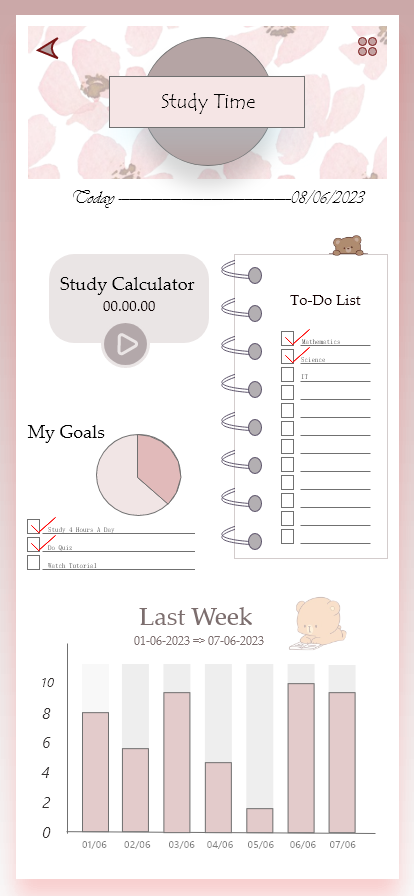 Study Time
Today ————————————08/06/2023
Study Calculator
00.00.00
To-Do List
Mathematics
Science
IT
My Goals
Study 4 Hours A Day
Do Quiz
Watch Tutorial
Last Week
01-06-2023 => 07-06-2023
10
8
6
4
2
0
01/06 02/06 03/06 04/06 05/06 06/06 07/06